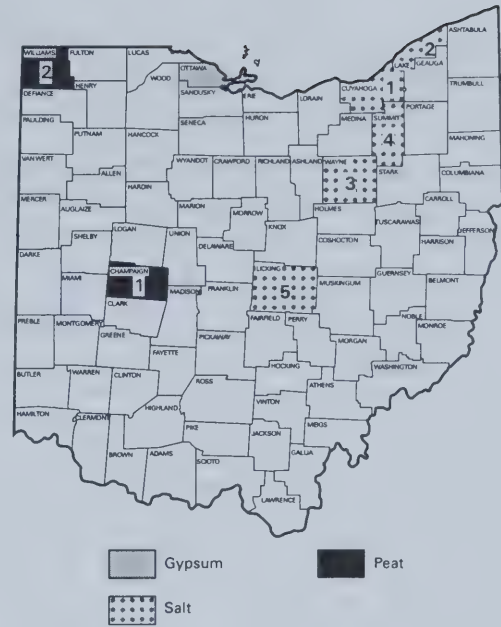 WILLIAMS FULTON LUCAS ASHTABULA
2 2
OTTAWA LAKE GEAUGA
WOOD CUYAHOGA 1 TRUMBULL
HENRY SANDUSKY ERIE LORAIN
DEFIANCE MEDINA SUMMIT PORTAGE
PAULDING SENECA HURON 4
PUTNAM HANCOCK MAHONING
VAN WERT WYANDOT CRAWFORD RICHLAND ASHLAND WAYNE STARK
ALLEN 3 COLUMBIANA
HARDIN
MERCER MARION HOLMES CARROLL
AUGLAIZE MORROW TUSCARAWAS JEFFERSON
LOGAN KNOX
SHELBY UNION COSHOCTON HARRISON
DELAWARE
DARKE CHAMPAIGN LICKING
MIAMI 1 GUERNSEY BELMONT
MADISON FRANKLIN 5 MUSKINGUM
CLARK
PREBLE MONTGOMERY FAIRFIELD PERRY NOBLE
GREENE PICKAWAY MORGAN MONROE
FAYETTE
HOCKING WASHINGTON
BUTLER WARREN CLINTON ROSS ATHENS
HIGHLAND VINTON
HAMILTON CLERMONT MEIGS
PIKE
JACKSON
BROWN ADAMS SCIOTO GALLIA
LAWRENCE
Gypsum Peat
Salt